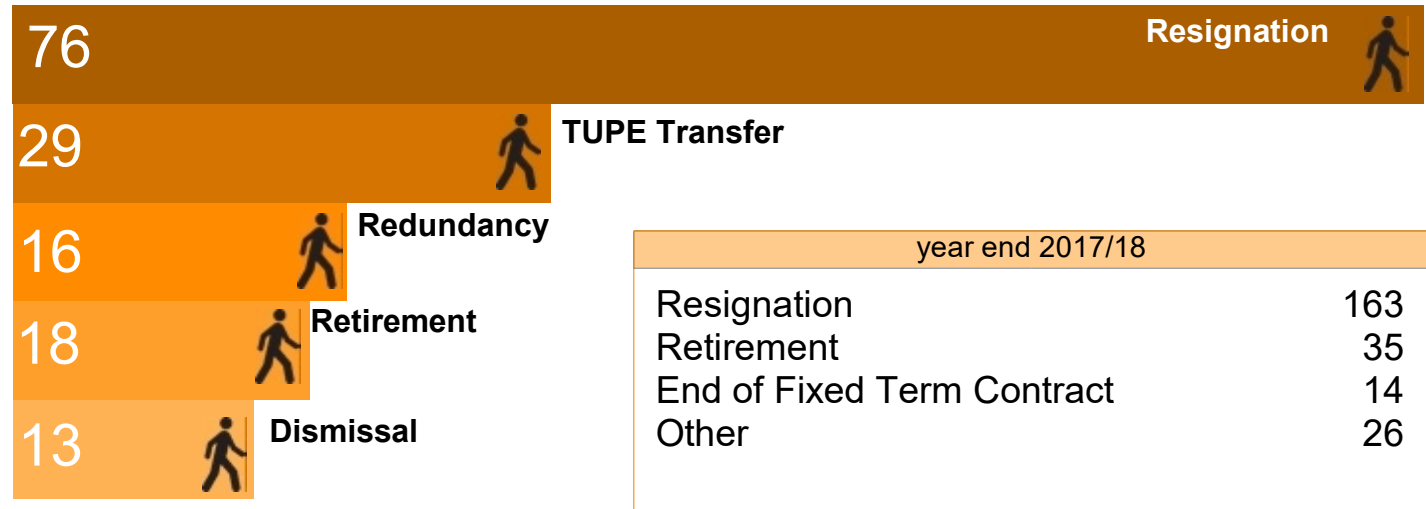 76 Resignation
29 TUPE Transfer
16 Redundancy
18 Retirement
13 Dismissal
year end 2017/18
Resignation 163
Retirement 35
End of Fixed Term Contract 14
Other 26